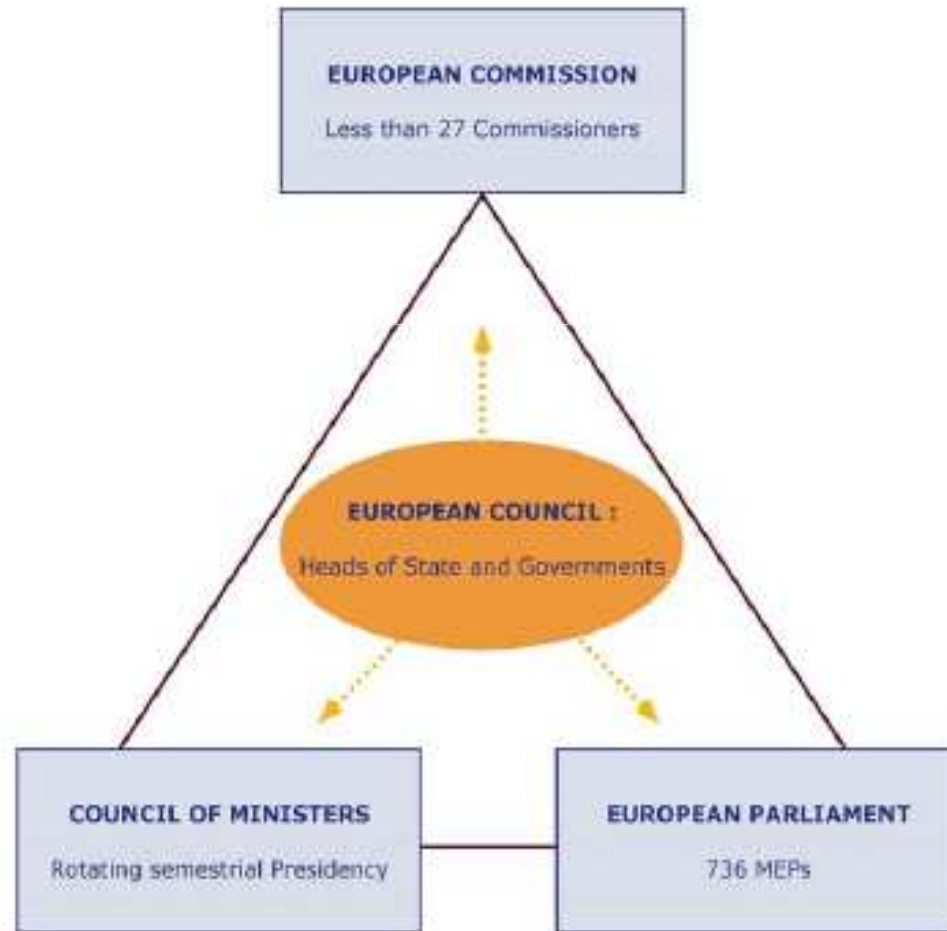 EUROPEAN COMMISSION
Less than 27 Commissioners
EUROPEAN COUNCIL :
Heads of State and Governments
COUNCIL OF MINISTERS
Rotating semestrial Presidency
EUROPEAN PARLIAMENT
736 MEPs